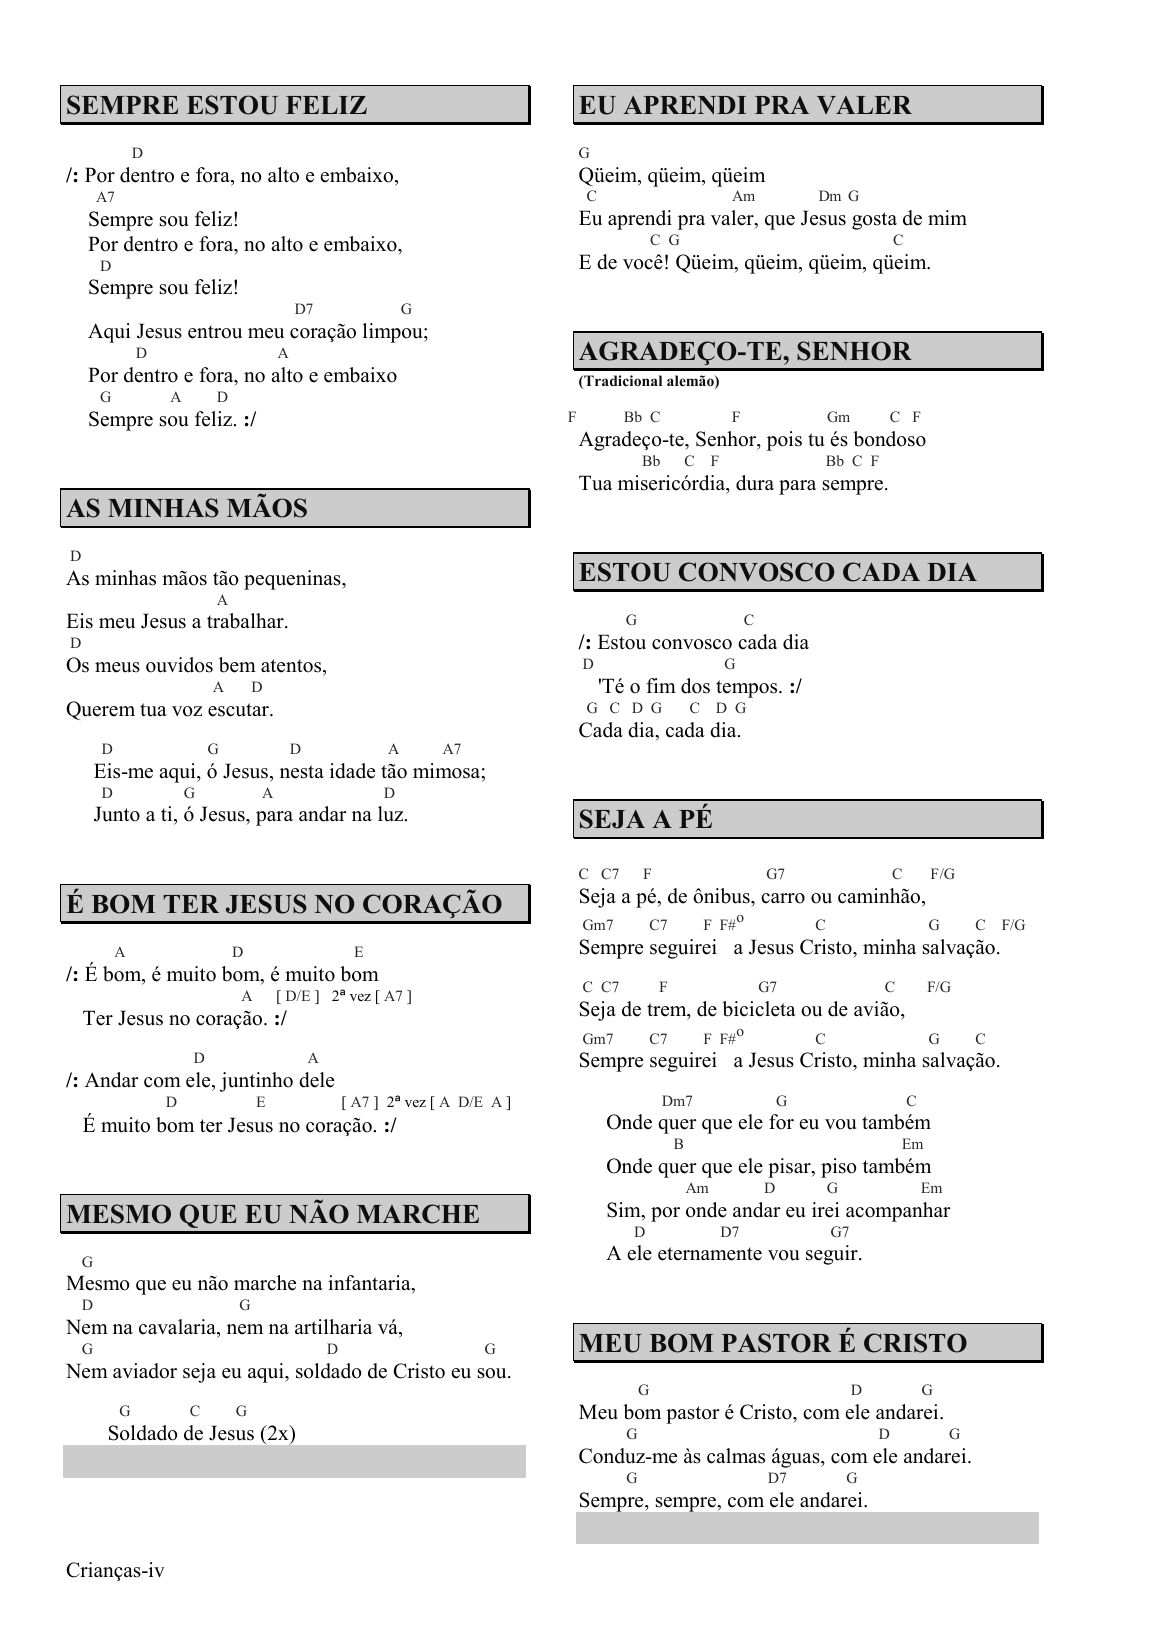 SEMPRE ESTOU FELIZ
D
/: Por dentro e fora, no alto e embaixo,
A7
Sempre sou feliz!
Por dentro e fora, no alto e embaixo,
D
Sempre sou feliz!
D7 G
Aqui Jesus entrou meu coração limpou;
D A
Por dentro e fora, no alto e embaixo
G A D
Sempre sou feliz. :/
AS MINHAS MÃOS
D
As minhas mãos tão pequeninas,
A
Eis meu Jesus a trabalhar.
D
Os meus ouvidos bem atentos,
A D
Querem tua voz escutar.
D G D A A7
Eis-me aqui, ó Jesus, nesta idade tão mimosa;
D G A D
Junto a ti, ó Jesus, para andar na luz.
É BOM TER JESUS NO CORAÇÃO
A D E
/: É bom, é muito bom, é muito bom
A [ D/E ] 2ª vez [ A7 ]
Ter Jesus no coração. :/
D A
/: Andar com ele, juntinho dele
D E [ A7 ] 2ª vez [ A D/E A ]
É muito bom ter Jesus no coração. :/
MESMO QUE EU NÃO MARCHE
G
Mesmo que eu não marche na infantaria,
D G
Nem na cavalaria, nem na artilharia vá,
G D G
Nem aviador seja eu aqui, soldado de Cristo eu sou.
G C G
Soldado de Jesus (2x)
EU APRENDI PRA VALER
G
Qüeim, qüeim, qüeim
C Am Dm G
Eu aprendi pra valer, que Jesus gosta de mim
C G C
E de você! Qüeim, qüeim, qüeim, qüeim.
AGRADEÇO-TE, SENHOR
(Tradicional alemão)
F Bb C F Gm C F
Agradeço-te, Senhor, pois tu és bondoso
Bb C F Bb C F
Tua misericórdia, dura para sempre.
ESTOU CONVOSCO CADA DIA
G C
/: Estou convosco cada dia
D G
'Té o fim dos tempos. :/
G C D G C D G
Cada dia, cada dia.
SEJA A PÉ
C C7 F G7 C F/G
Seja a pé, de ônibus, carro ou caminhão,
Gm7 C7 F F#º C G C F/G
Sempre seguirei a Jesus Cristo, minha salvação.
C C7 F G7 C F/G
Seja de trem, de bicicleta ou de avião,
Gm7 C7 F F#º C G C
Sempre seguirei a Jesus Cristo, minha salvação.
Dm7 G C
Onde quer que ele for eu vou também
B Em
Onde quer que ele pisar, piso também
Am D G Em
Sim, por onde andar eu irei acompanhar
D D7 G7
A ele eternamente vou seguir.
MEU BOM PASTOR É CRISTO
G D G
Meu bom pastor é Cristo, com ele andarei.
G D G
Conduz-me às calmas águas, com ele andarei.
G D7 G
Sempre, sempre, com ele andarei.
Crianças-iv